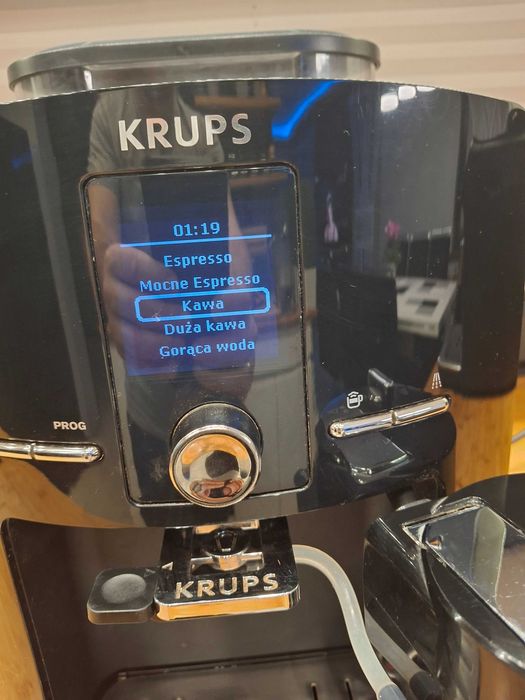 KRUPS
01:19
Espresso
Mocne Espresso
Kawa
Duża kawa
Gorąca woda
PROG
KRUPS